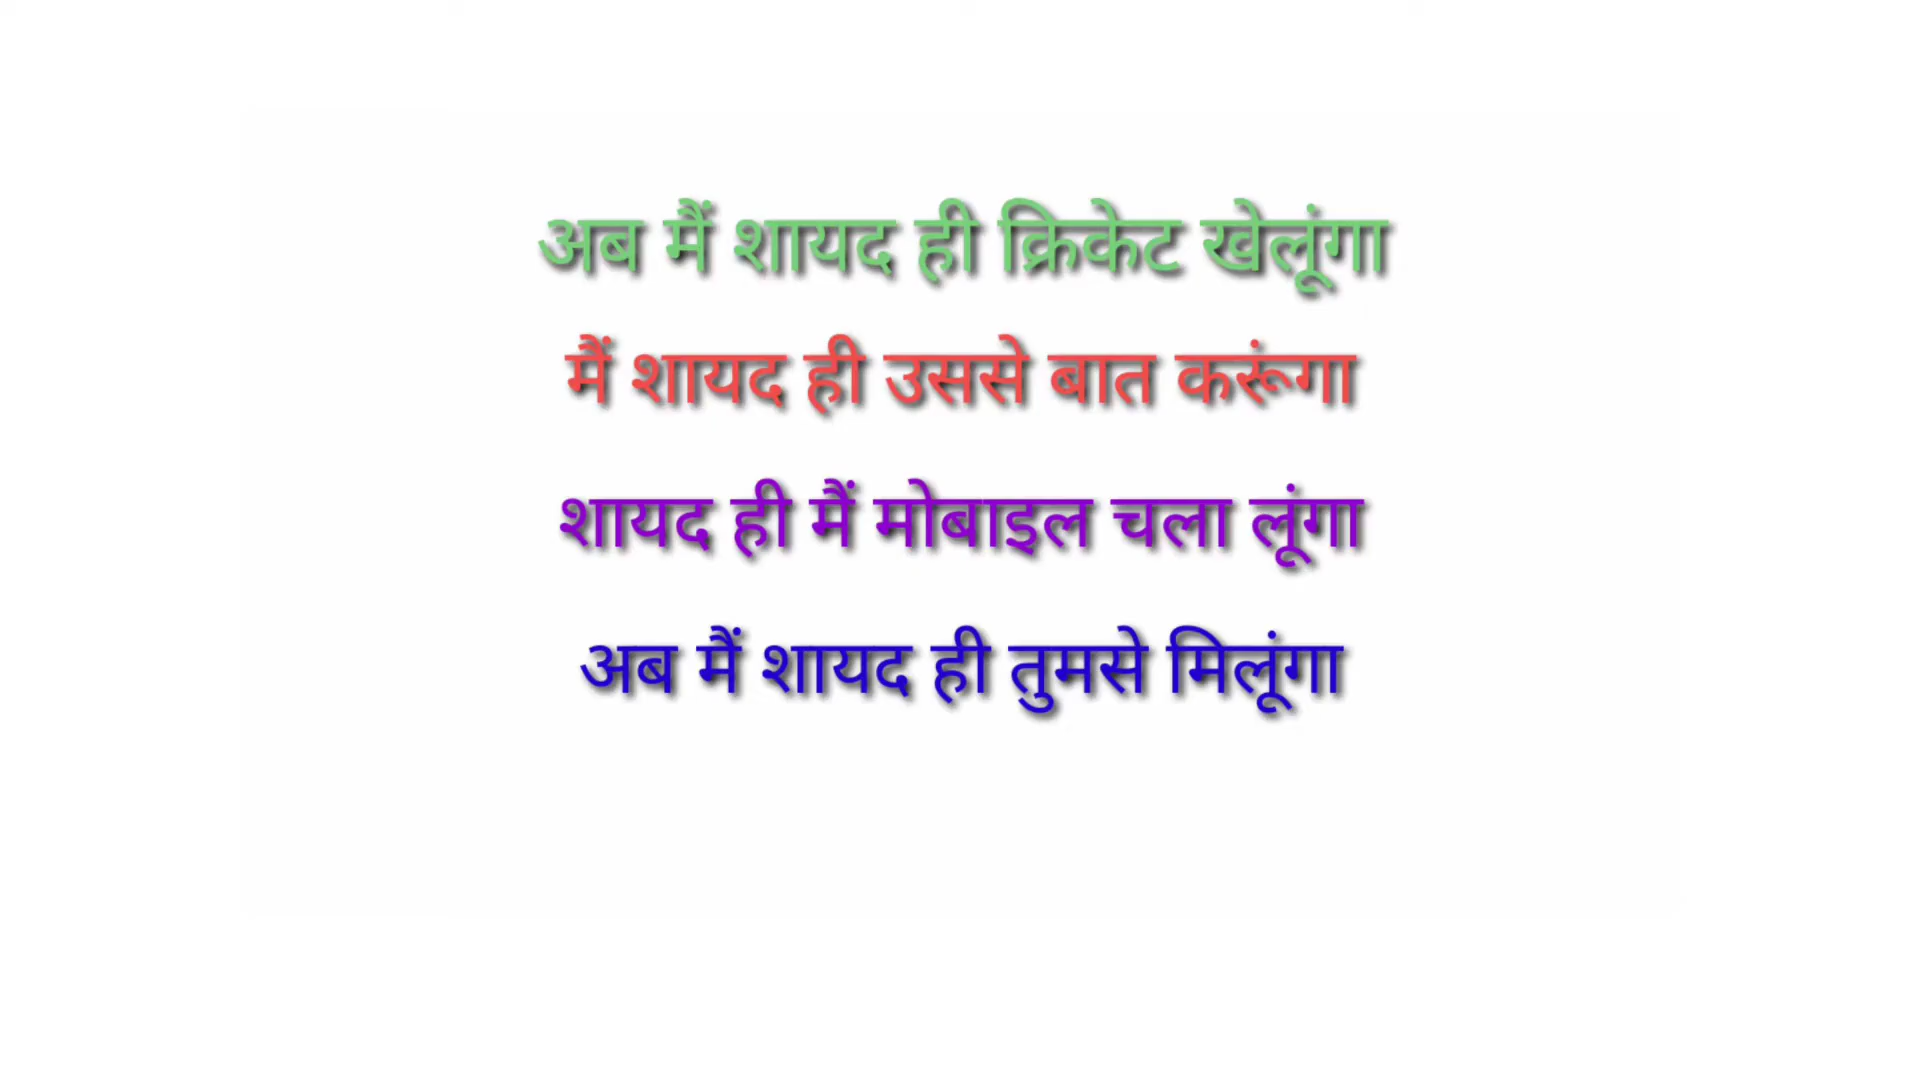 अब मैं शायद ही क्रिकेट खेलूंगा
मैं शायद ही उससे बात करूंगा
शायद ही मैं मोबाइल चला लूंगा
अब मैं शायद ही तुमसे मिलूंगा